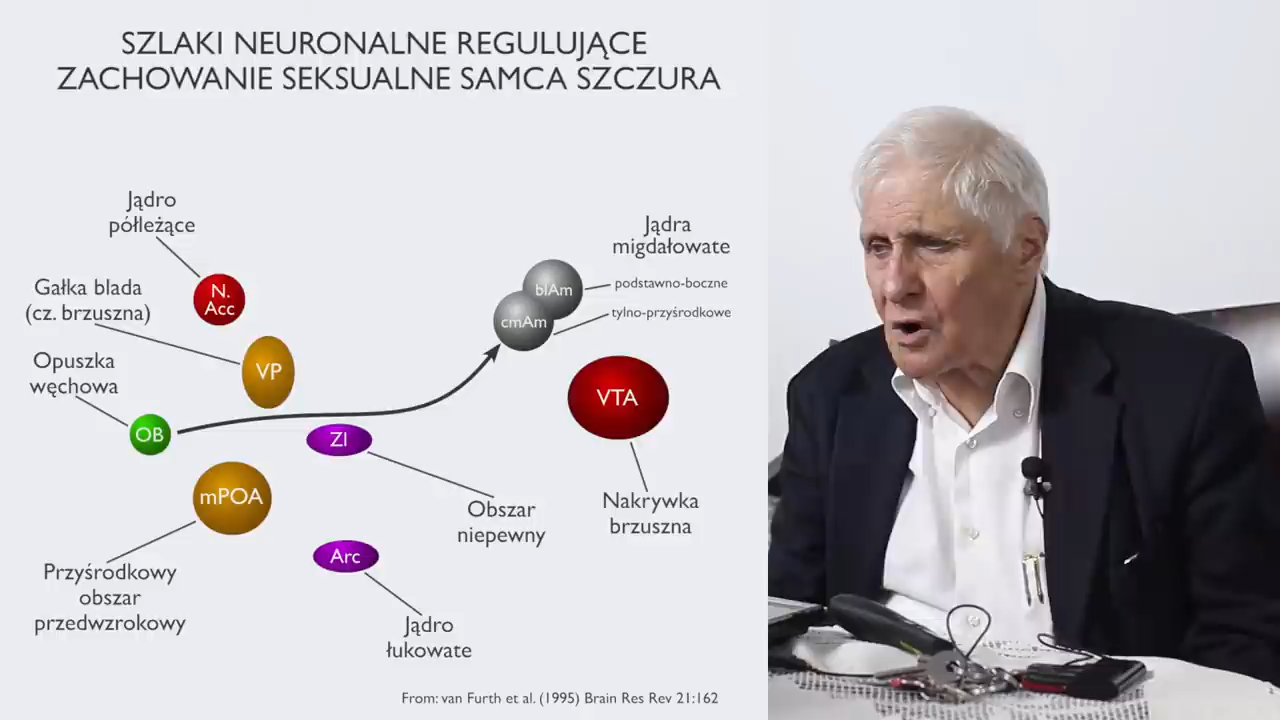 SZLAKI NEURONALNE REGULUJĄCE
ZACHOWANIE SEKSUALNE SAMCA SZCZURA
Jądro
półleżące
N.
Acc
Gałka blada
(cz. brzuszna)
VP
Opuszka
węchowa
OB
Jądra
migdałowate
podstawno-boczne
tylno-przyśrodkowe
blAm
cmAm
VTA
ZI
mPOA
Nakrywka
brzuszna
Obszar
niepewny
Arc
Przyśrodkowy
obszar
przedwzrokowy
Jądro
łukowate
From: van Furth et al. (1995) Brain Res Rev 21:162